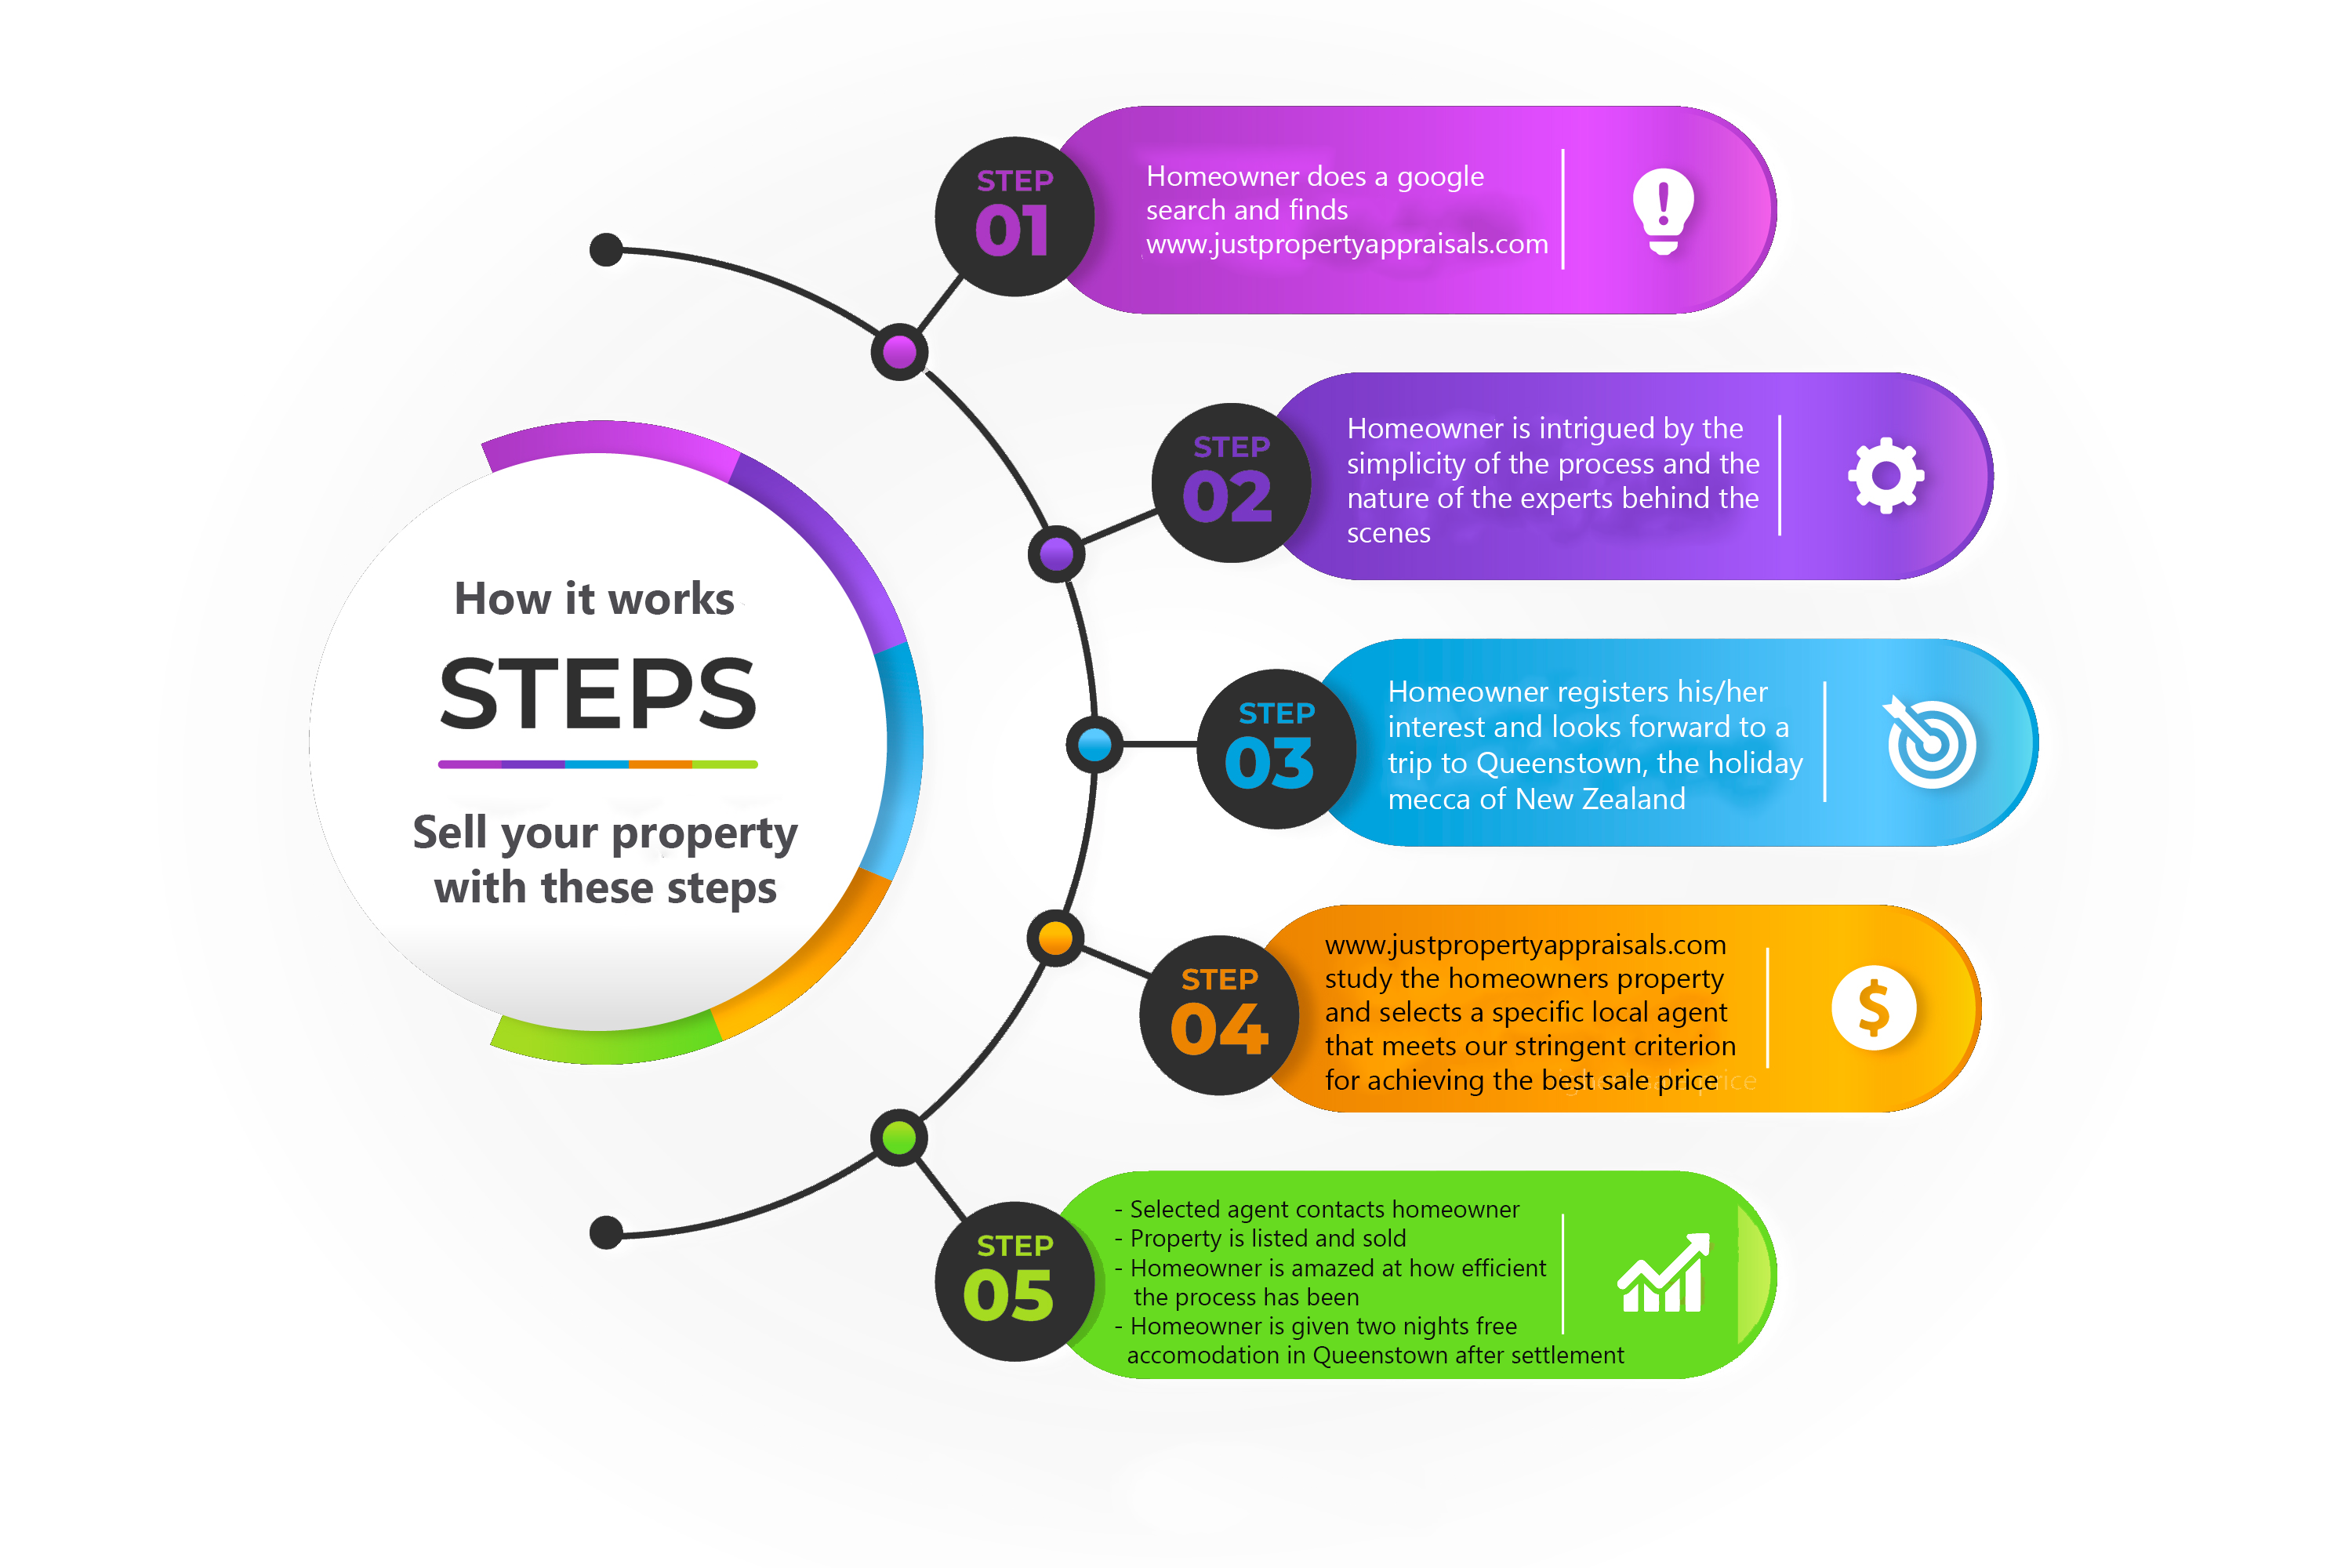 How it works
STEPS
Sell your property
with these steps
STEP
01
Homeowner does a google
search and finds
www.justpropertyappraisals.com
STEP
02
Homeowner is intrigued by the
simplicity of the process and the
nature of the experts behind the
scenes
STEP
03
Homeowner registers his/her
interest and looks forward to a
trip to Queenstown, the holiday
mecca of New Zealand
STEP
04
www.justpropertyappraisals.com
study the homeowners property
and selects a specific local agent
that meets our stringent criterion
for achieving the best sale price
$
STEP
05
- Selected agent contacts homeowner
- Property is listed and sold
- Homeowner is amazed at how efficient
the process has been
- Homeowner is given two nights free
accomodation in Queenstown after settlement